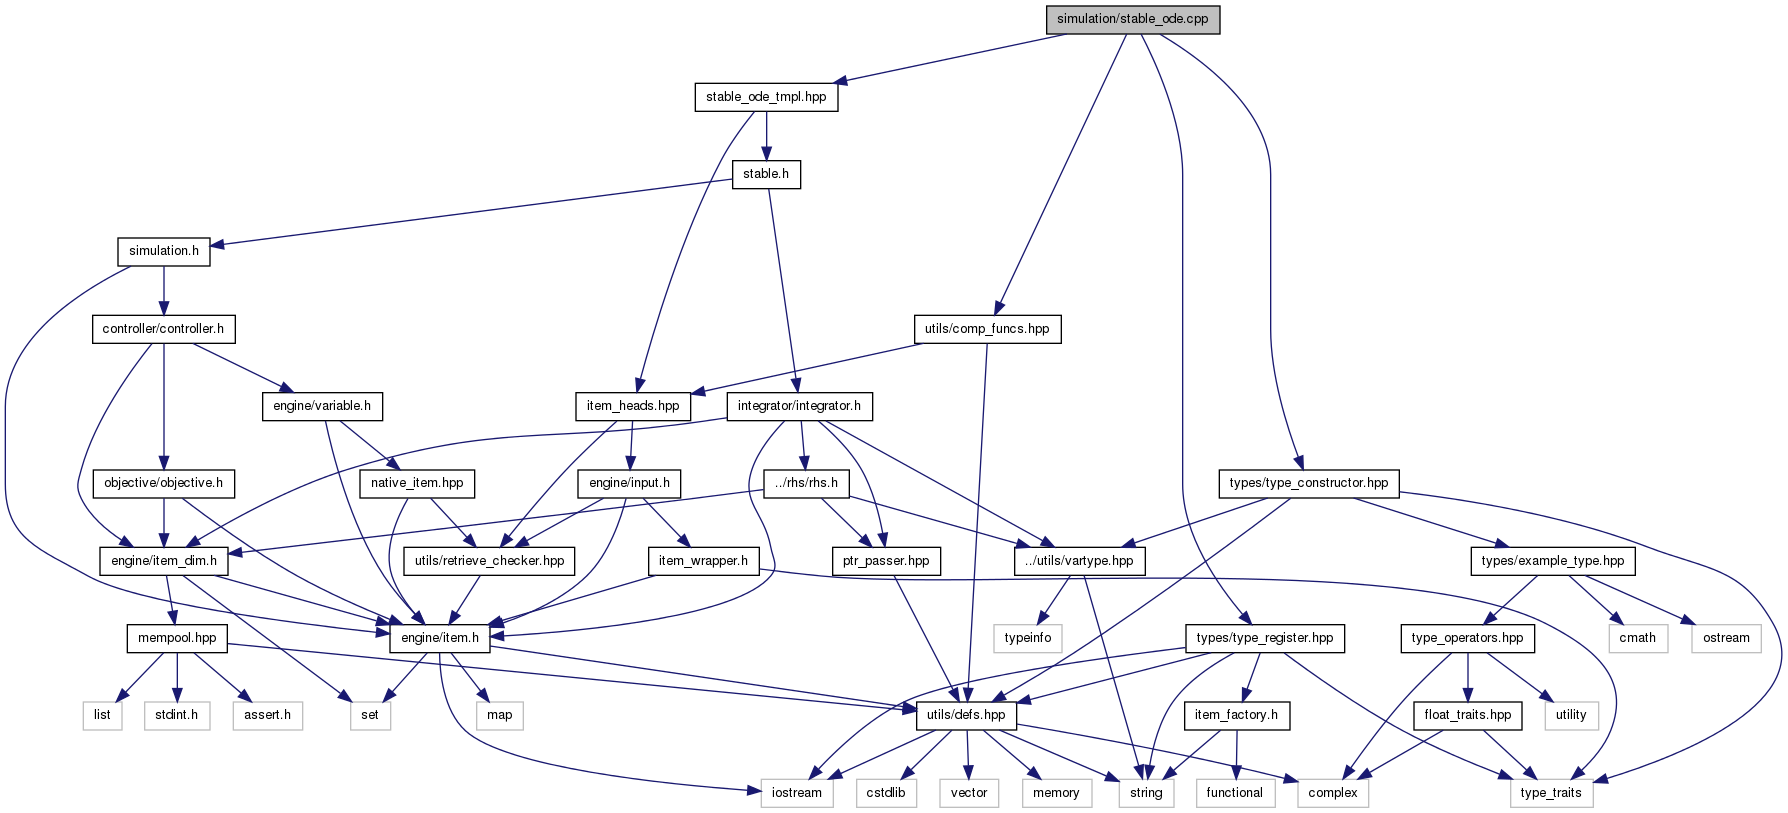 simulation/stable_ode.cpp
stable_ode_tmpl.hpp
stable.h
simulation.h
controller/controller.h
utils/comp_funcs.hpp
engine/variable.h
item_heads.hpp
integrator/integrator.h
objective/objective.h
native_item.hpp
engine/input.h
../rhs/rhs.h
types/type_constructor.hpp
engine/item_dim.h
utils/retrieve_checker.hpp
item_wrapper.h
ptr_passer.hpp
../utils/vartype.hpp
types/example_type.hpp
mempool.hpp
engine/item.h
typeinfo
types/type_register.hpp
type_operators.hpp
cmath
ostream
list
stdint.h
assert.h
set
map
utils/defs.hpp
item_factory.h
float_traits.hpp
utility
iostream
cstdlib
vector
memory
string
functional
complex
type_traits